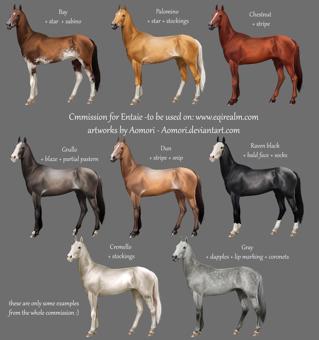 Bay
+ star + sabino
Palomino
+ star + stockings
Chestnut
+ stripe
Cmmission for Entaie -to be used on: www.eqirealm.com
artworks by Aomori - Aomori.deviantart.com
Grullo
+ blaze + partial pastern
Dun
+ stripe + snip
Raven black
+ bald face + socks
Cremello
+ stockings
Gray
+ dapples + lip marking + coronets
these are only some examples
from the whole commission :)